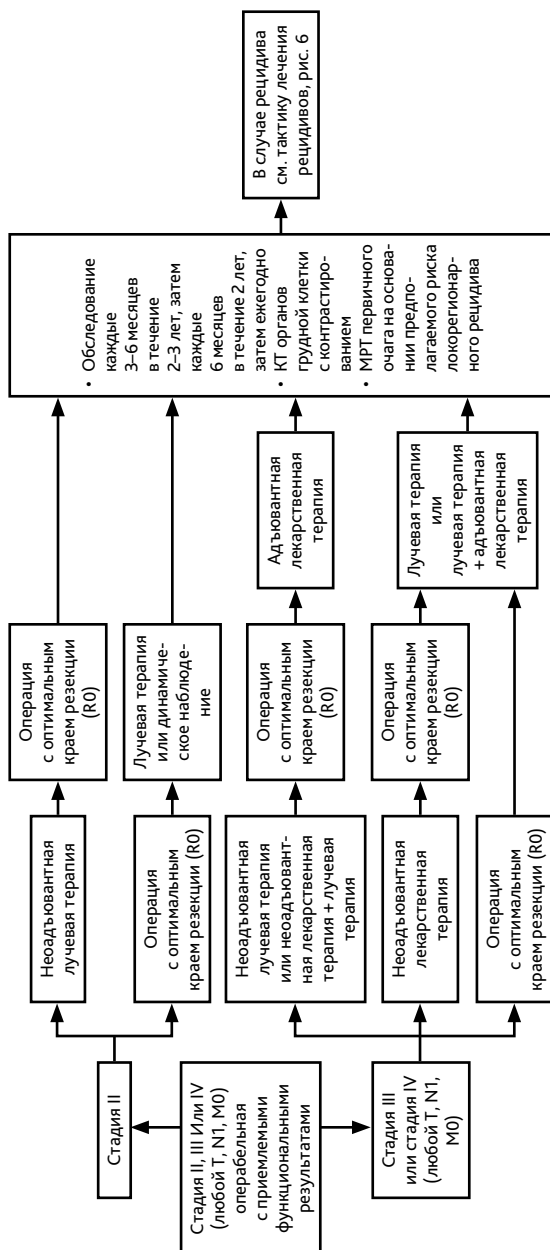 Стадия II
Стадия II, III Или IV
(любой T, N1, M0)
операбельная
с приемлемыми
функциональными
результатами
Стадия III
или стадия IV
(любой T, N1,
M0)
Неоадъювантная
лучевая терапия
Операция
с оптимальным
краем резекции (R0)
Неоадъювантная
лучевая терапия
или неоадъювант-
ная лекарственная
терапия + лучевая
терапия
Неоадъювантная
лекарственная
терапия
Операция
с оптимальным
краем резекции (R0)
Операция
с оптимальным
краем резекции
(R0)
Лучевая терапия
или динамиче-
ское наблюде-
ние
Операция
с оптимальным
краем резекции
(R0)
Операция
с оптимальным
краем резекции
(R0)
Адъювантная
лекарственная
терапия
Лучевая терапия
или
лучевая терапия
+ адъювантная
лекарственная
терапия
• Обследование
каждые
3–6 месяцев
в течение
2–3 лет, затем
каждые
6 месяцев
в течение 2 лет,
затем ежегодно
• КТ органов
грудной клетки
с контрастиро-
ванием
• МРТ первичного
очага на основа-
нии предпо-
лагаемого риска
локорегионар-
ного рецидива
В случае рецидива
см. тактику лечения
рецидивов, рис. 6